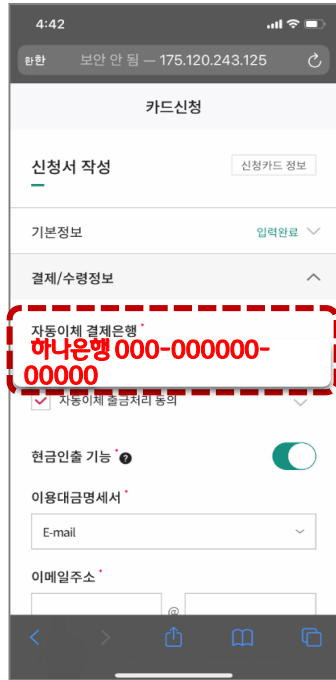 4:42
한한 보안 안 됨 — 175.120.243.125
카드신청
신청서 작성
신청카드 정보
기본정보
입력완료
결제/수령정보
자동이체 결제은행 *
하나은행 000-000000-
00000
자동이체 출금처리 동의
현금인출 기능 * ?
이용대금명세서 *
E-mail
이메일주소 *
@